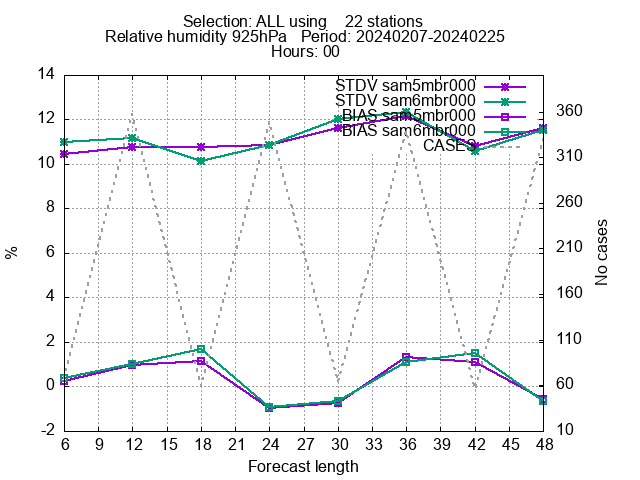 Selection: ALL using 22 stations
Relative humidity 925hPa Period: 20240207-20240225
Hours: 00
STDV sam5mbr000
STDV sam6mbr000
BIAS sam5mbr000
BIAS sam6mbr000
CASES
14
12
10
8
6
4
2
0
-2
%
360
310
260
210
160
110
60
10
No cases
6 9 12 15 18 21 24 27 30 33 36 39 42 45 48
Forecast length